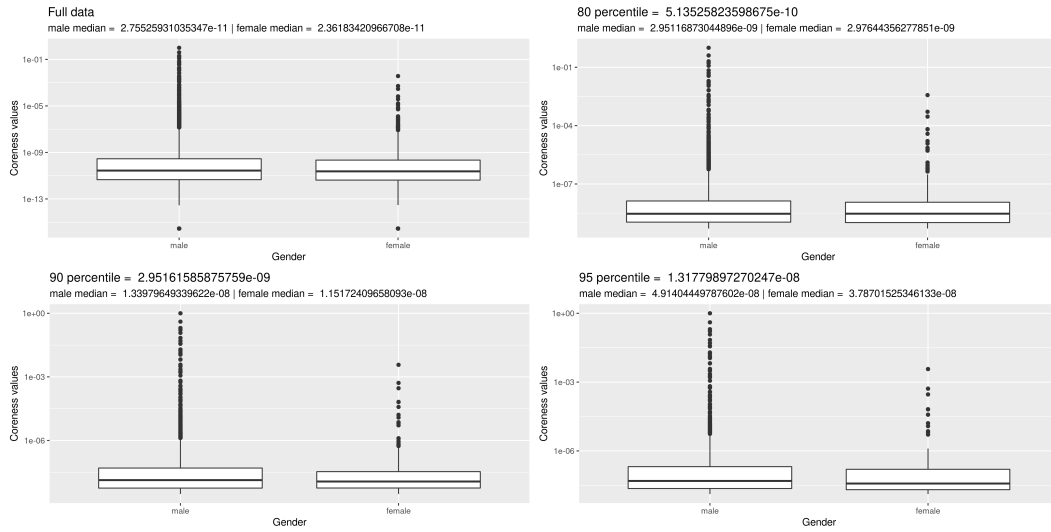 Full data
male median = 2.75525931035347e-11 | female median = 2.36183420966708e-11
1e-01
1e-05
1e-09
1e-13
Coreness values
male
female
Gender
80 percentile = 5.13525823598675e-10
male median = 2.95116873044896e-09 | female median = 2.97644356277851e-09
1e-01
1e-04
1e-07
Coreness values
male
female
Gender
90 percentile = 2.95161585875759e-09
male median = 1.33979649339622e-08 | female median = 1.15172409658093e-08
1e+00
1e-03
1e-06
Coreness values
male
female
Gender
95 percentile = 1.31779897270247e-08
male median = 4.91404449787602e-08 | female median = 3.78701525346133e-08
1e+00
1e-03
1e-06
Coreness values
male
female
Gender